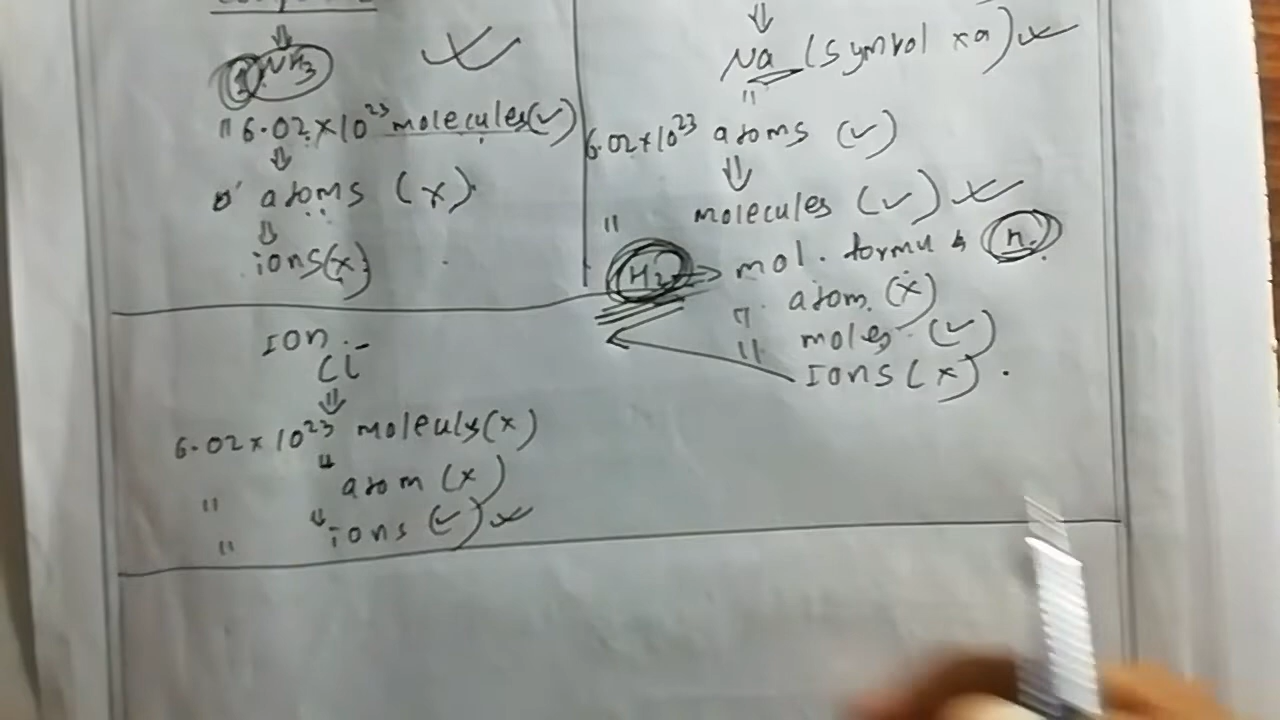 NH3
" 6.02×10^23 molecules(✓)
atoms (x)
ions(x)
Na (symbol xa)
"
6.02×10^23 atoms (✓)
" molecules (✓)
H2 mol. formu
" atom (x)
" moles (✓)
Ions (x).
Ion
Cl-
6.02×10^23 moleculs(x)
" " atom (x)
" " ions (✓)